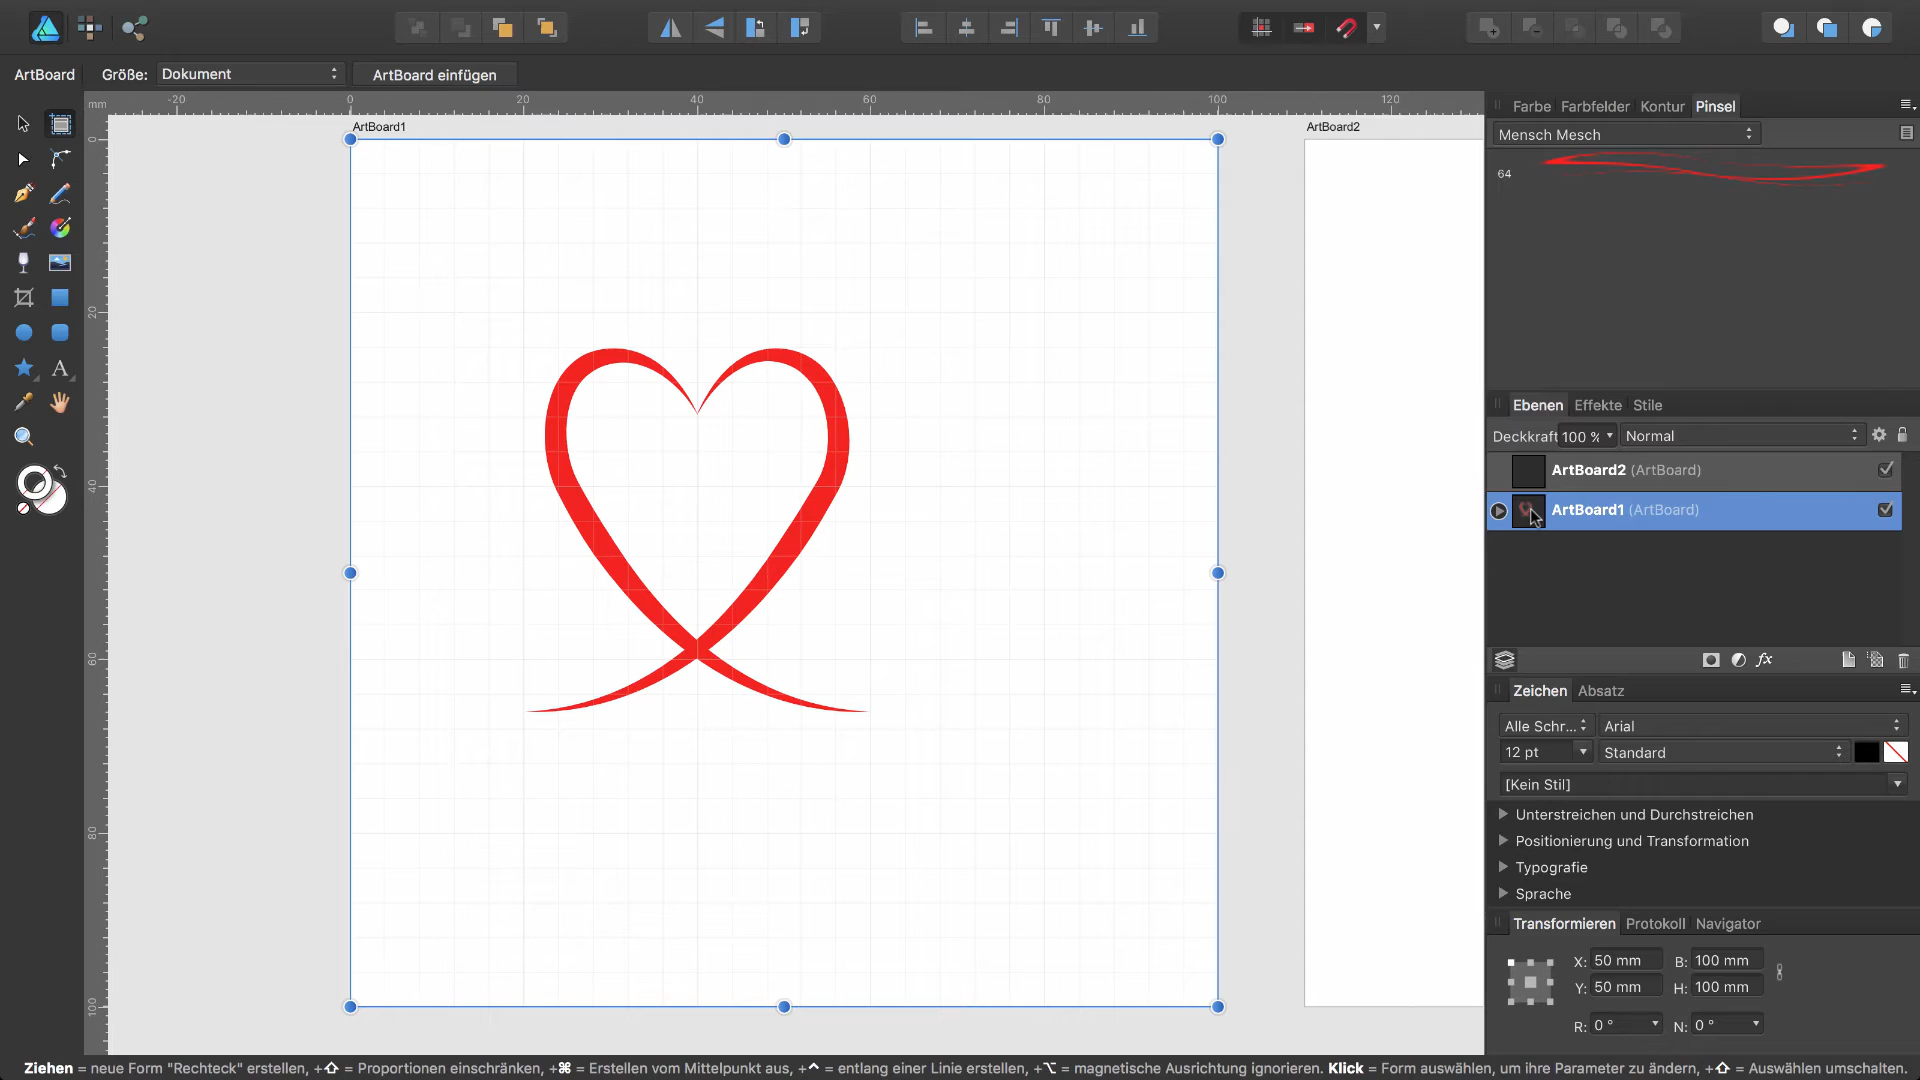 ArtBoard Größe: Dokument ArtBoard einfügen
mm -20 0 20 40 60 80 100 120
0 20 40 60 80 100
ArtBoard1 ArtBoard2
Farbe Farbfelder Kontur Pinsel
Mensch Mesch
64
Ebenen Effekte Stile
Deckkraft 100 % Normal
ArtBoard2 (ArtBoard)
ArtBoard1 (ArtBoard)
fx
Zeichen Absatz
Alle Schr... Arial
12 pt Standard
[Kein Stil]
Unterstreichen und Durchstreichen
Positionierung und Transformation
Typografie
Sprache
Transformieren Protokoll Navigator
X: 50 mm B: 100 mm
Y: 50 mm H: 100 mm
R: 0 ° N: 0 °
Ziehen = neue Form "Rechteck" erstellen, +⇧ = Proportionen einschränken, +⌘ = Erstellen vom Mittelpunkt aus, +⌃ = entlang einer Linie erstellen, +⌥ = magnetische Ausrichtung ignorieren. Klick = Form auswählen, um ihre Parameter zu ändern, +⇧ = Auswählen umschalten.